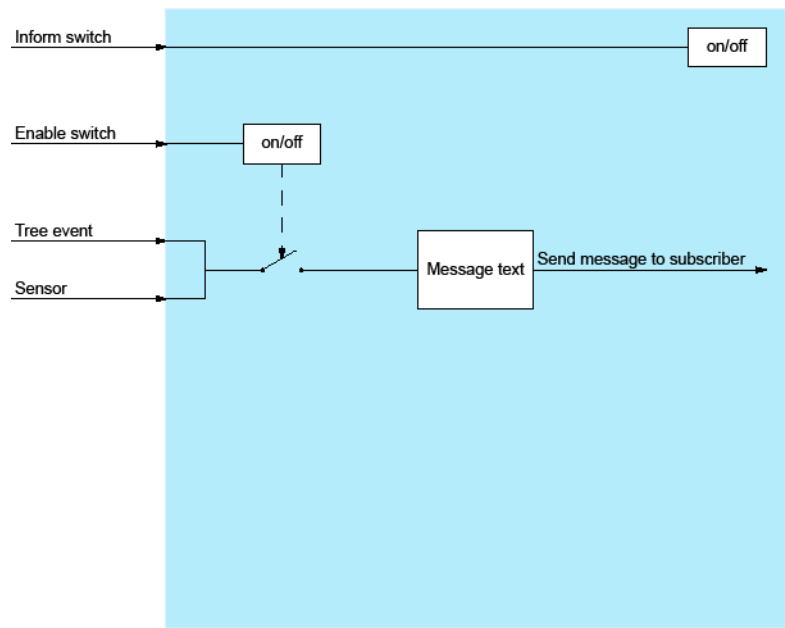 Inform switch
on/off
Enable switch
on/off
Tree event
Message text
Send message to subscriber
Sensor